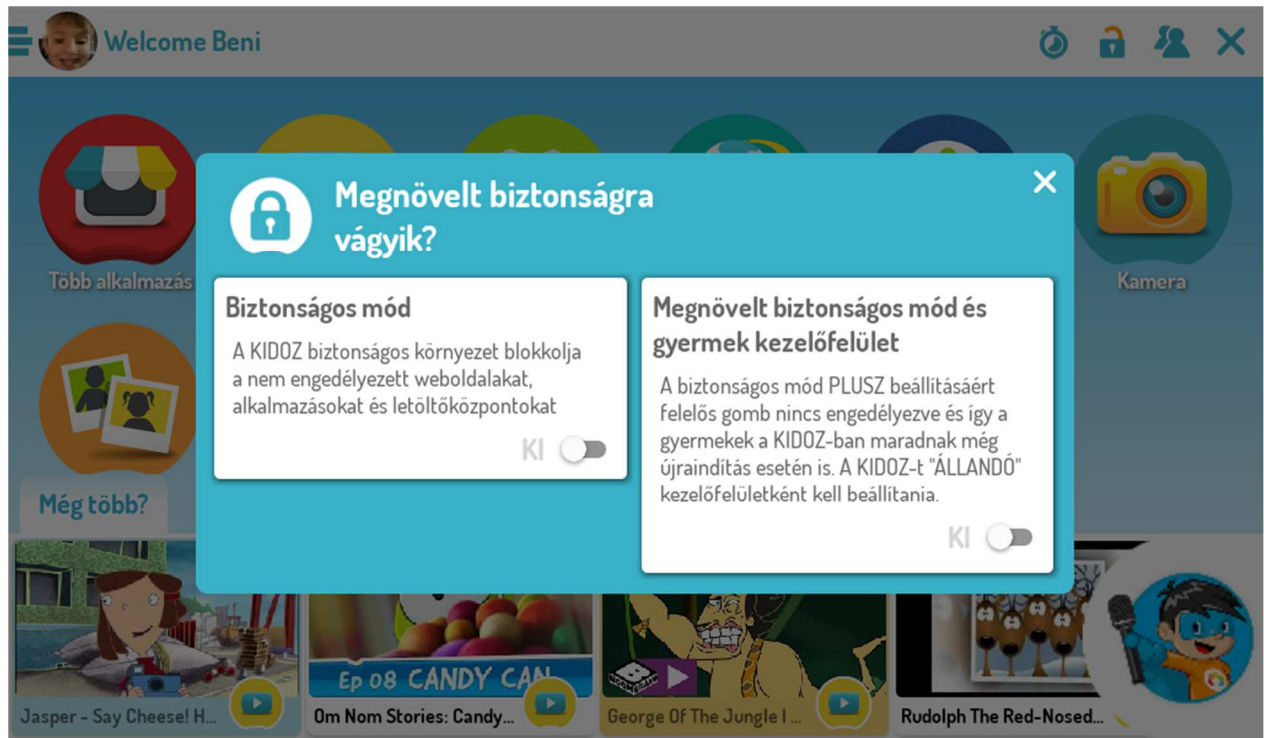 Welcome Beni
Megnövelt biztonságra
vágyik?
Több alkalmazás
Kamera
Biztonságos mód
A KIDOZ biztonságos környezet blokkolja
a nem engedélyezett weboldalakat,
alkalmazásokat és letöltőközpontokat
KI
Megnövelt biztonságos mód és
gyermek kezelőfelület
A biztonságos mód PLUSZ beállításáért
felelős gomb nincs engedélyezve és így a
gyermekek a KIDOZ-ban maradnak még
újraindítás esetén is. A KIDOZ-t "ÁLLANDÓ"
kezelőfelületként kell beállítania.
KI
Még több?
Ep 08 CANDY CAN
BOOMERANG
Jasper - Say Cheese! H...
Om Nom Stories: Candy...
George Of The Jungle I ...
Rudolph The Red-Nosed...